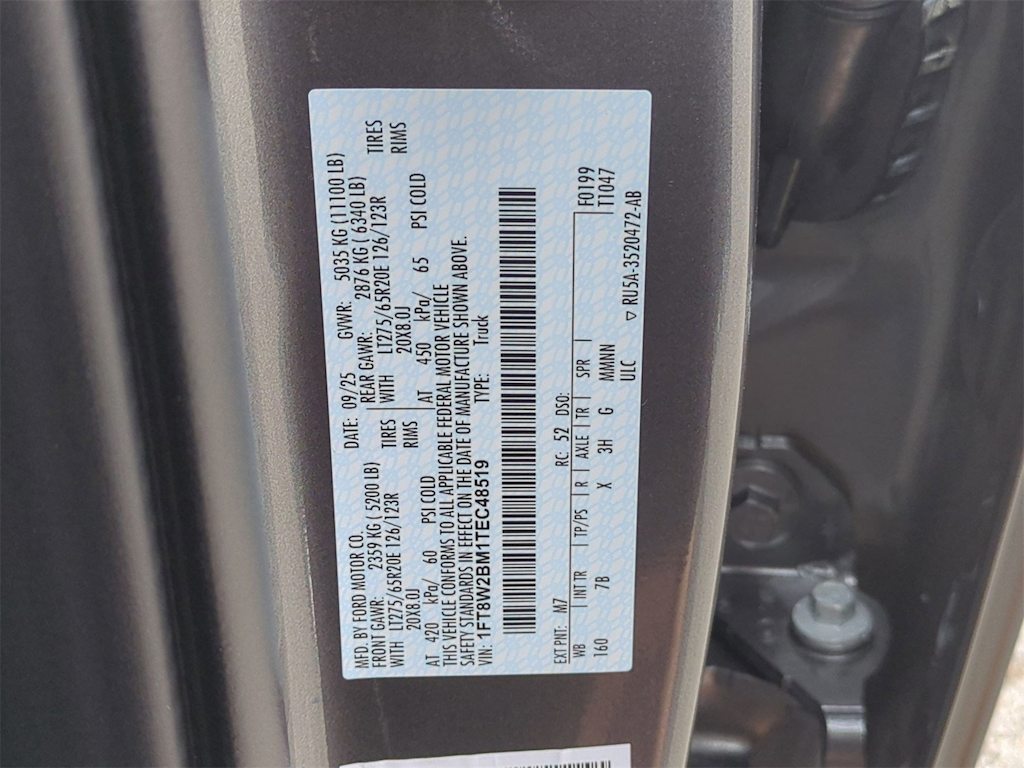 MFD. BY FORD MOTOR CO.
DATE: 09/25 GVWR: 5035 KG (11100 LB)
FRONT GAWR: 2359 KG ( 5200 LB)
REAR GAWR: 2876 KG ( 6340 LB)
WITH LT275/65R20E 126/123R TIRES
WITH LT275/65R20E 126/123R TIRES
20X8.0J RIMS
20X8.0J RIMS
AT 420 kPa/ 60 PSI COLD
AT 450 kPa/ 65 PSI COLD
THIS VEHICLE CONFORMS TO ALL APPLICABLE FEDERAL MOTOR VEHICLE
SAFETY STANDARDS IN EFFECT ON THE DATE OF MANUFACTURE SHOWN ABOVE.
VIN: 1FT8W2BM1TEC48519 TYPE: Truck
EXT PNT: M7 RC: 52 DSO: F0199
WB INT TR TP/PS R AXLE TR SPR T1047
160 7B X 3H G MMNNN
ULC
▽ RU5A-3520472-AB